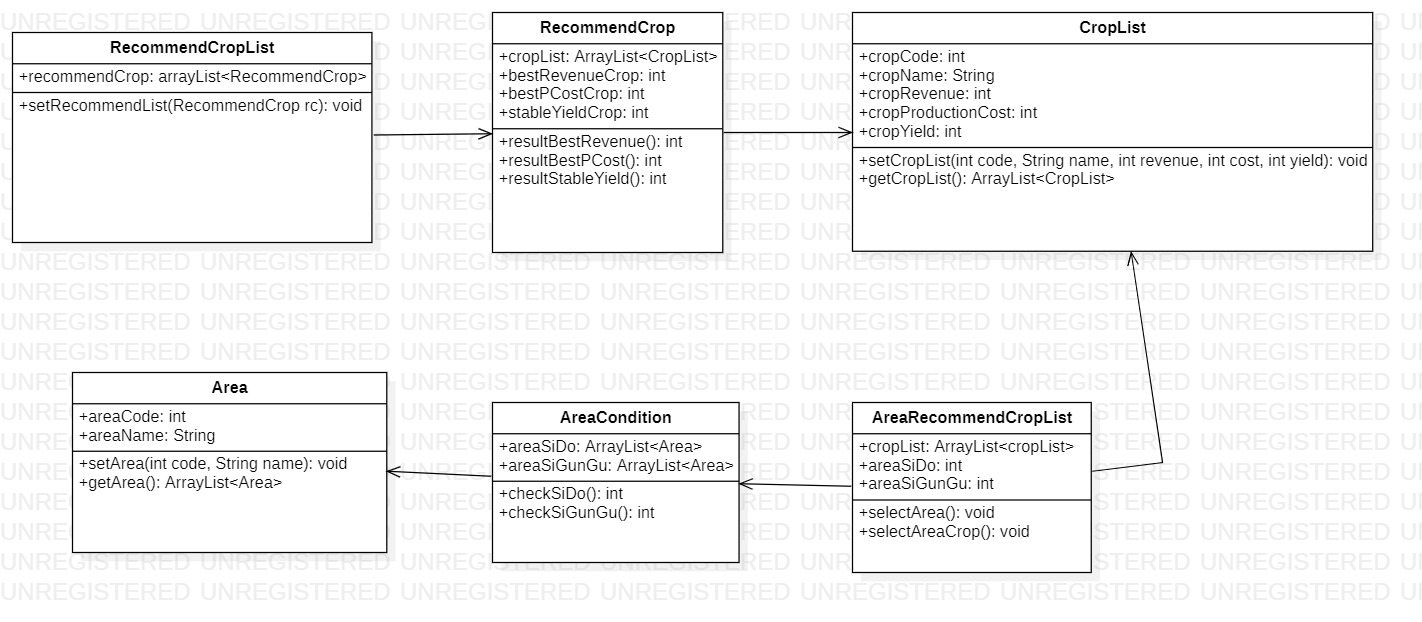 RecommendCropList
+recommendCrop: arrayList<RecommendCrop>
+setRecommendList(RecommendCrop rc): void
RecommendCrop
+cropList: ArrayList<CropList>
+bestRevenueCrop: int
+bestPCostCrop: int
+stableYieldCrop: int
+resultBestRevenue(): int
+resultBestPCost(): int
+resultStableYield(): int
CropList
+cropCode: int
+cropName: String
+cropRevenue: int
+cropProductionCost: int
+cropYield: int
+setCropList(int code, String name, int revenue, int cost, int yield): void
+getCropList(): ArrayList<CropList>
Area
+areaCode: int
+areaName: String
+setArea(int code, String name): void
+getArea(): ArrayList<Area>
AreaCondition
+areaSiDo: ArrayList<Area>
+areaSiGunGu: ArrayList<Area>
+checkSiDo(): int
+checkSiGunGu(): int
AreaRecommendCropList
+cropList: ArrayList<cropList>
+areaSiDo: int
+areaSiGunGu: int
+selectArea(): void
+selectAreaCrop(): void
UNREGISTERED UNREGISTERED UNREGISTERED UNREGISTERED UNREGISTERED UNREGISTERED UNREGISTERED